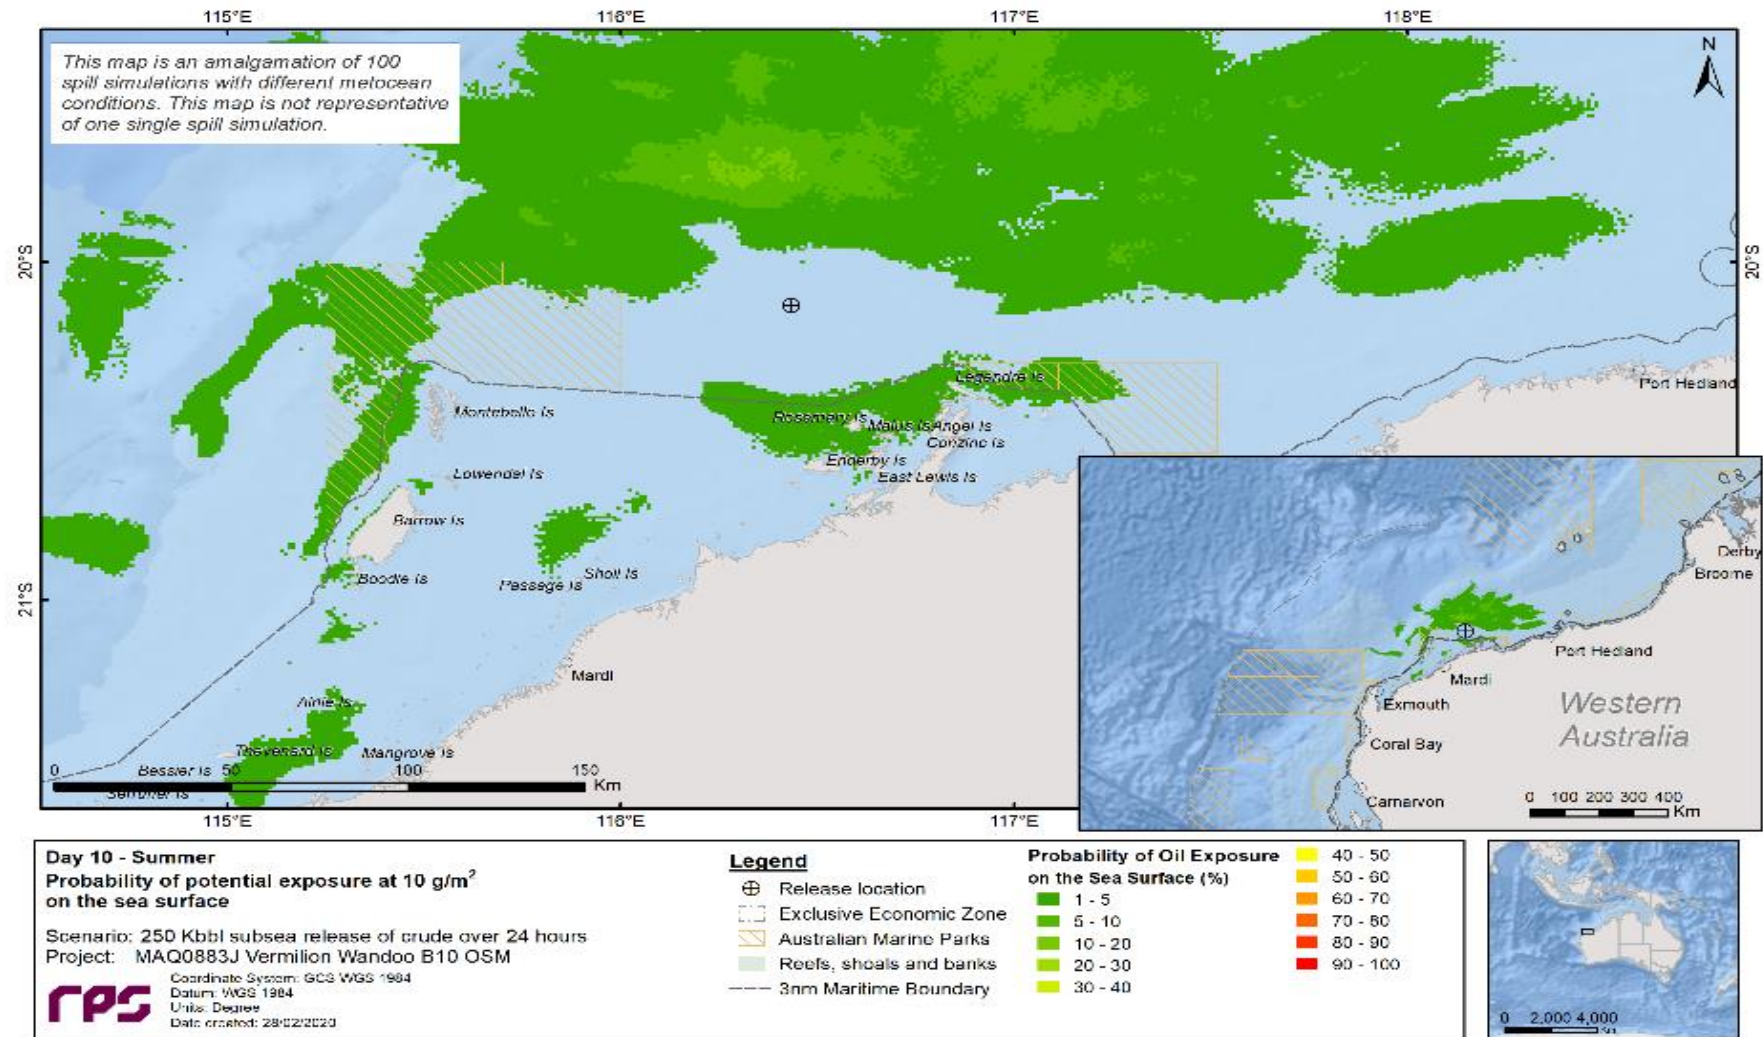 115°E
116°E
117°E
118°E
This map is an amalgamation of 100
spill simulations with different metocean
conditions. This map is not representative
of one single spill simulation.
N
20°S
20°S
Legendre Is
Port Hedland
Montebello Is
Rosemary Is
Malus Is
Angel Is
Conzinc Is
Enderby Is
Lowendal Is
East Lewis Is
Barrow Is
Boodie Is
Passage Is
Sholl Is
21°S
Mardi
Airlie Is
Thevenard Is
Mangrove Is
Bessier Is
0 50 100 150
Km
115°E
116°E
117°E
Derby
Broome
Port Hedland
Mardi
Exmouth
Western
Australia
Coral Bay
Carnarvon
0 100 200 300 400
Km
Day 10 - Summer
Probability of potential exposure at 10 g/m²
on the sea surface
Scenario: 250 Kbbl subsea release of crude over 24 hours
Project: MAQ0883J Vermilion Wandoo B10 OSM
rps
Coordinate System: GCS WGS 1984
Datum: WGS 1984
Units: Degree
Date created: 28/02/2020
Legend
Release location
Exclusive Economic Zone
Australian Marine Parks
Reefs, shoals and banks
3nm Maritime Boundary
Probability of Oil Exposure
on the Sea Surface (%)
1 - 5
5 - 10
10 - 20
20 - 30
30 - 40
40 - 50
50 - 60
60 - 70
70 - 80
80 - 90
90 - 100
0 2,000 4,000